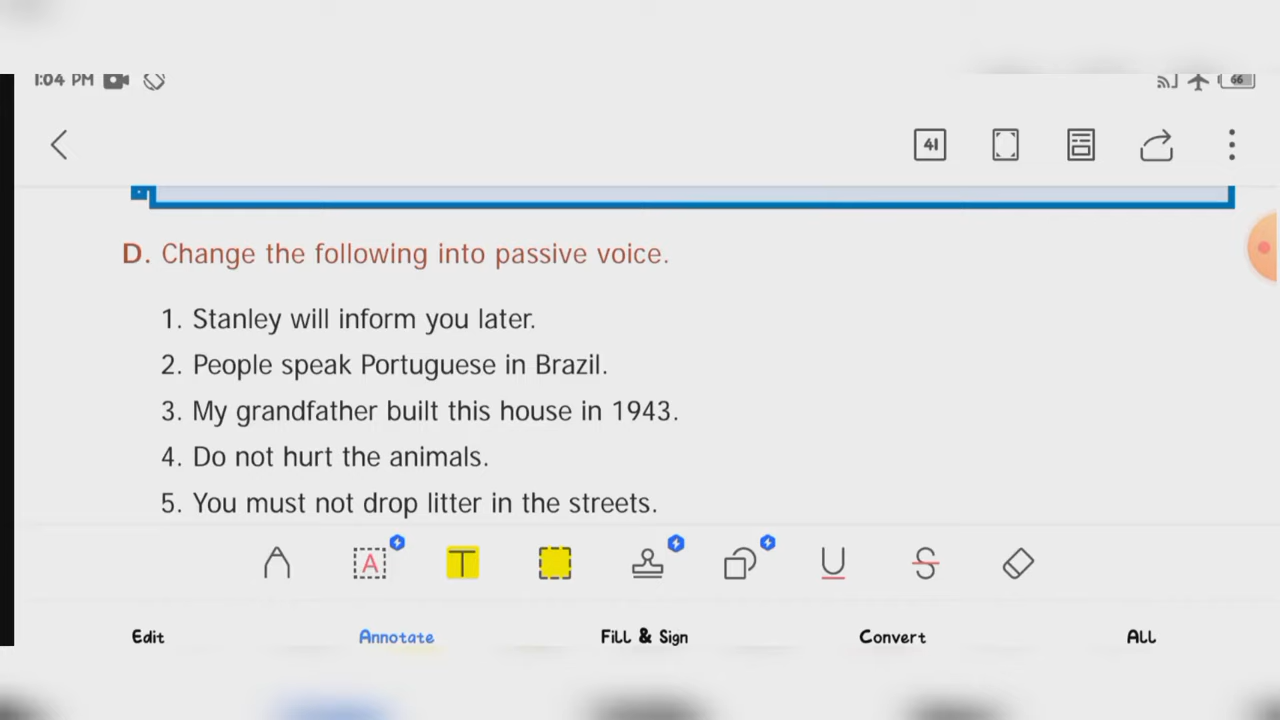 1:04 PM 66
41
D. Change the following into passive voice.
1. Stanley will inform you later.
2. People speak Portuguese in Brazil.
3. My grandfather built this house in 1943.
4. Do not hurt the animals.
5. You must not drop litter in the streets.
A T U S
Edit Annotate Fill & Sign Convert All